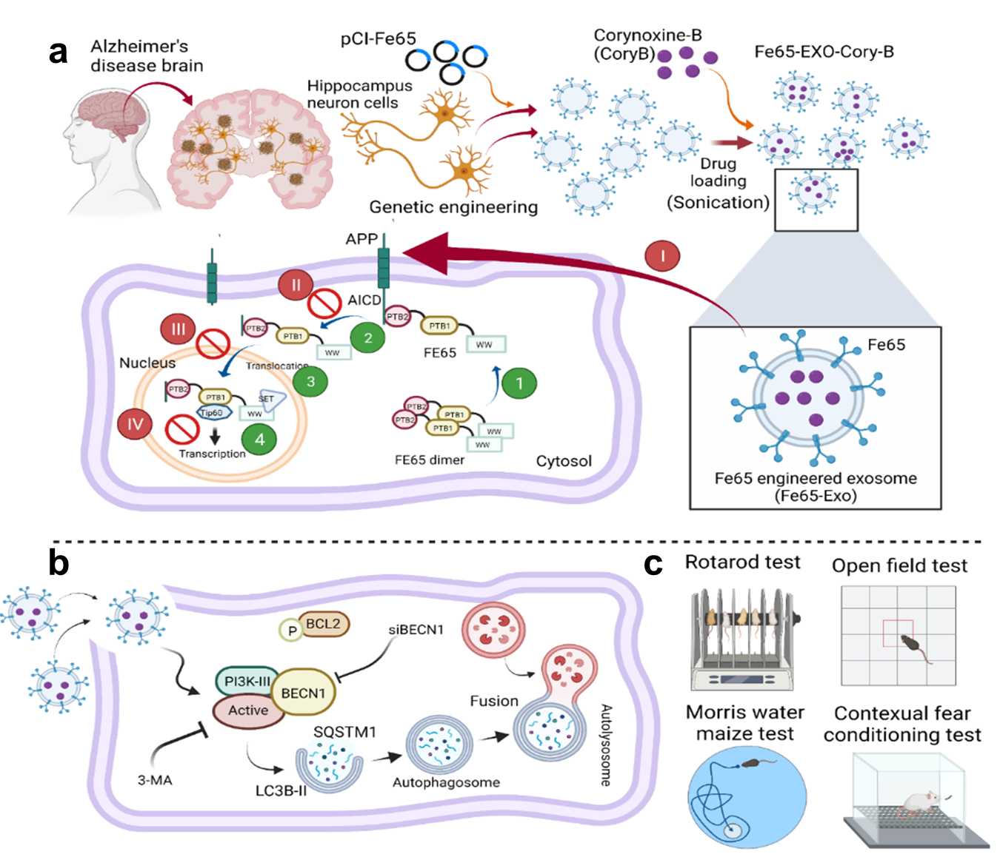 a
Alzheimer's
disease brain
pCI-Fe65
Hippocampus
neuron cells
Genetic engineering
Corynoxine-B
(CoryB)
Fe65-EXO-Cory-B
Drug
loading
(Sonication)
APP
I
II
AICD
PTB2
PTB1
WW
FE65
2
PTB2
PTB1
WW
III
Nucleus
Translocation
3
1
PTB2
PTB1
SET
Tip60
WW
IV
4
Transcription
PTB2
PTB1
PTB2
PTB1
WW
WW
FE65 dimer
Cytosol
Fe65
Fe65 engineered exosome
(Fe65-Exo)
b
P
BCL2
siBECN1
PI3K-III
BECN1
Active
3-MA
SQSTM1
LC3B-II
Autophagosome
Fusion
Autolysosome
c
Rotarod test
Open field test
Morris water
maize test
Contexual fear
conditioning test